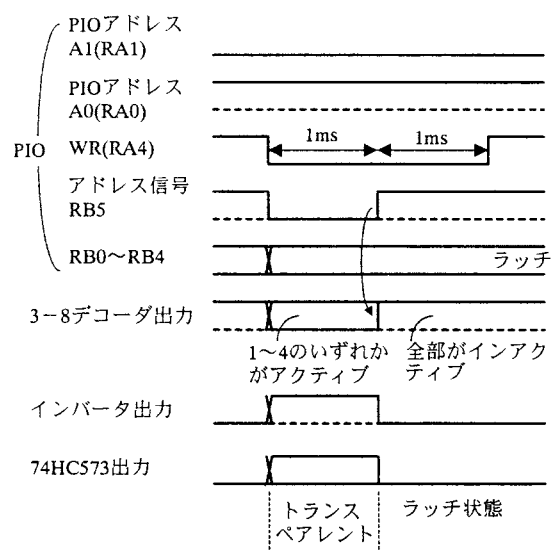 PIOアドレス
A1(RA1)
PIOアドレス
A0(RA0)
PIO
WR(RA4)
1ms
1ms
アドレス信号
RB5
RB0～RB4
ラッチ
3－8デコーダ出力
1～4のいずれか
がアクティブ
全部がインアク
ティブ
インバータ出力
74HC573出力
トランス
ペアレント
ラッチ状態